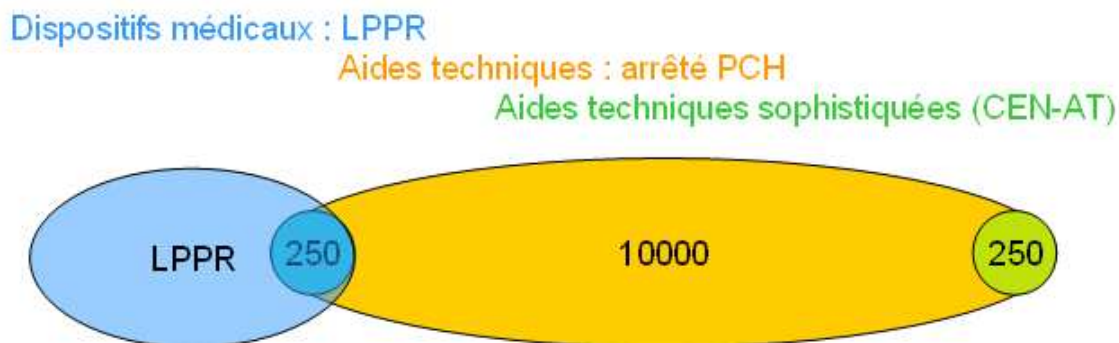 Dispositifs médicaux : LPPR
Aides techniques : arrêté PCH
Aides techniques sophistiquées (CEN-AT)
LPPR 250 10000 250